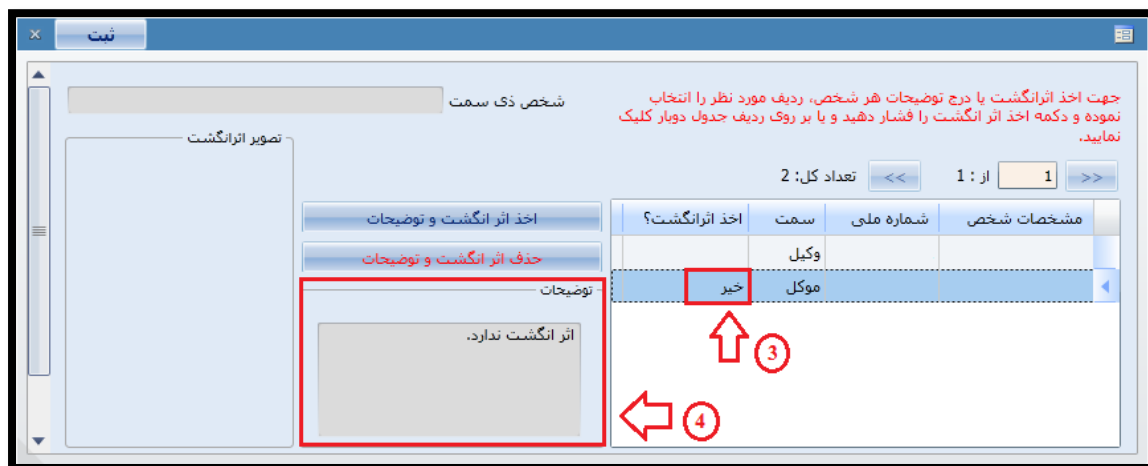 ثبت
جهت اخذ اثرانگشت یا درج توضیحات هر شخص، ردیف مورد نظر را انتخاب
نموده و دکمه اخذ اثر انگشت را فشار دهید و یا بر روی ردیف جدول دوبار کلیک
نمایید.
<< 1 از : 1 >> تعداد کل: 2
مشخصات شخص شماره ملی سمت اخذ اثرانگشت؟
وکیل
موکل خیر
3
شخص ذی سمت
اخذ اثر انگشت و توضیحات
حذف اثر انگشت و توضیحات
توضیحات
اثر انگشت ندارد.
4
تصویر اثرانگشت